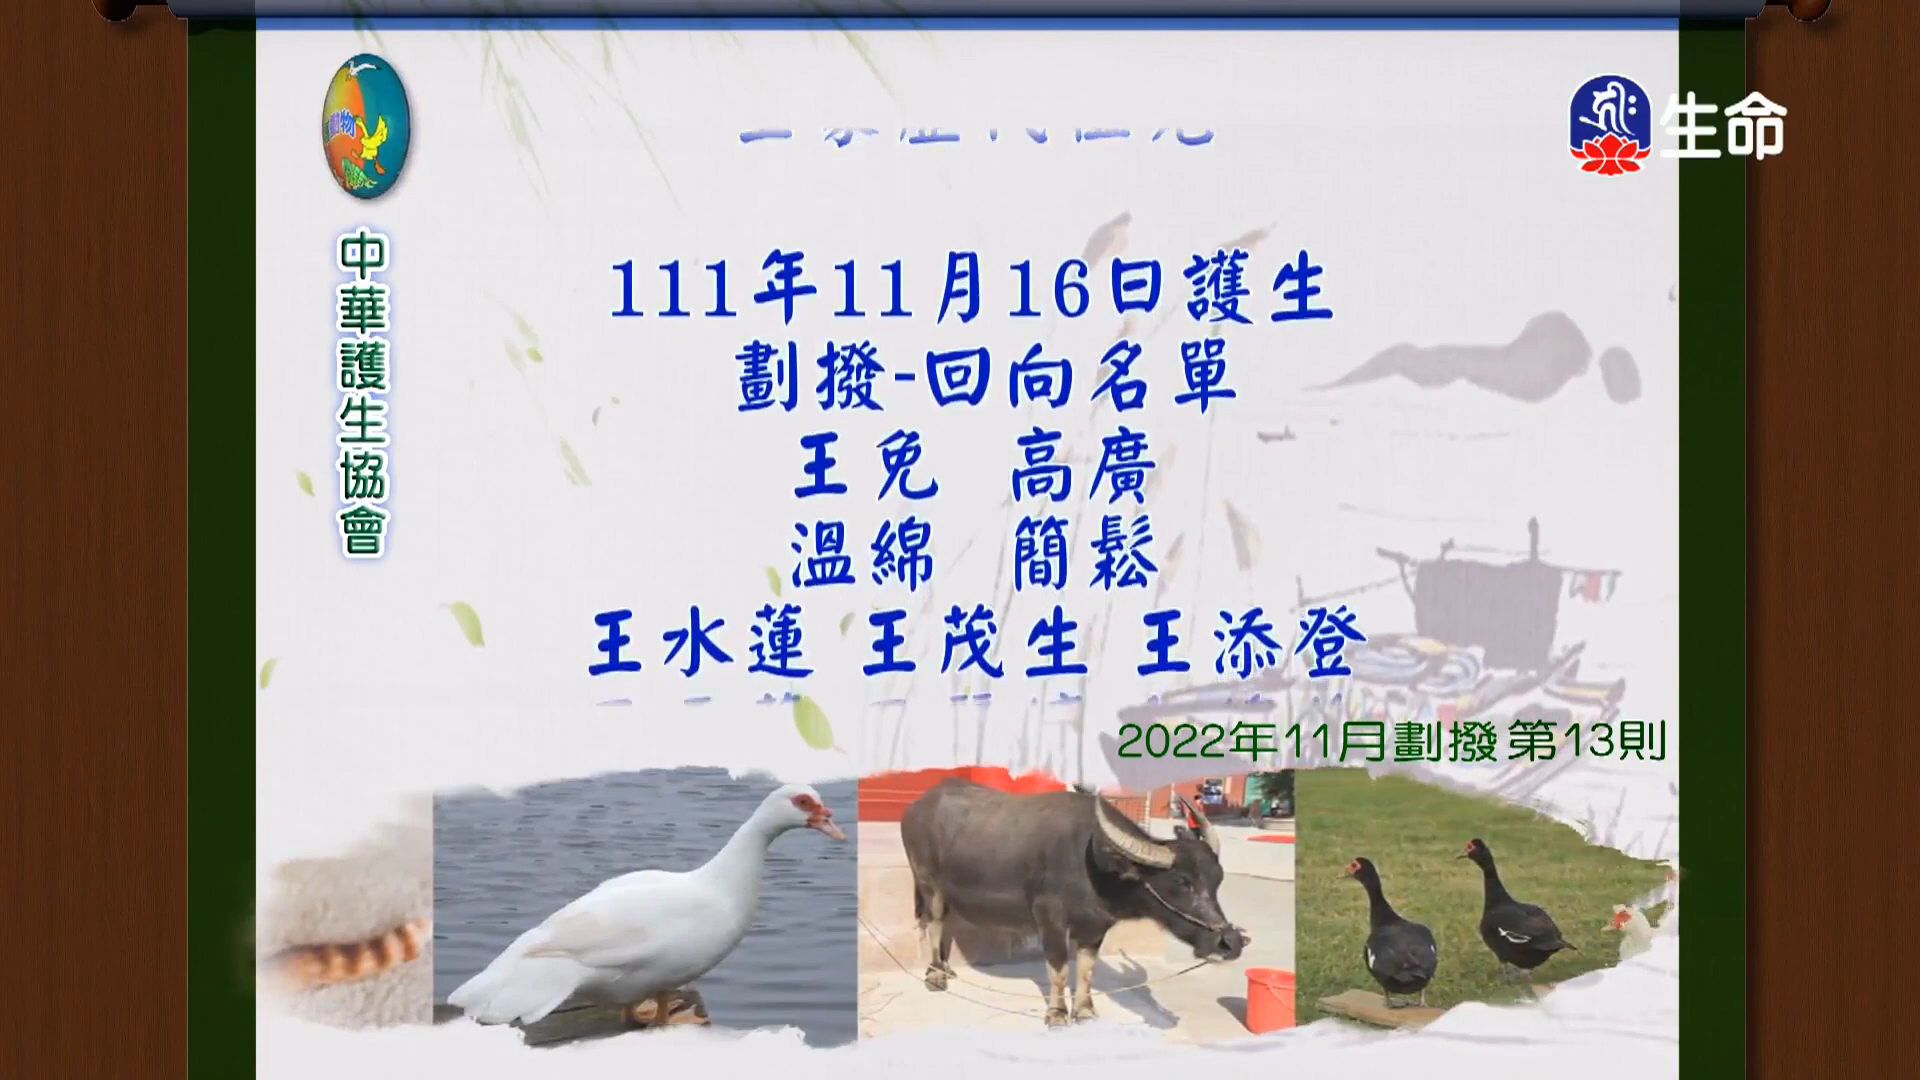 動物
中華護生協會
生命
111年11月16日護生
劃撥-回向名單
王免 高廣
溫綿 簡鬆
王水蓮 王茂生 王添登
2022年11月劃撥 第13則